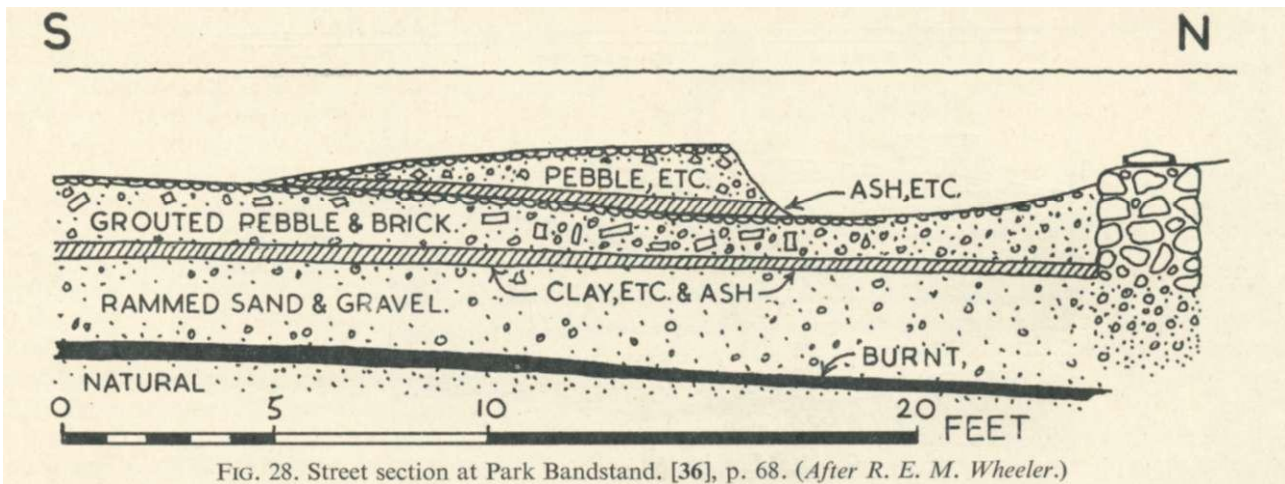 S N
PEBBLE, ETC.
ASH, ETC.
GROUTED PEBBLE & BRICK.
CLAY, ETC. & ASH
RAMMED SAND & GRAVEL.
BURNT,
NATURAL
0 5 10 20 FEET
FIG. 28. Street section at Park Bandstand. [36], p. 68. (After R. E. M. Wheeler.)